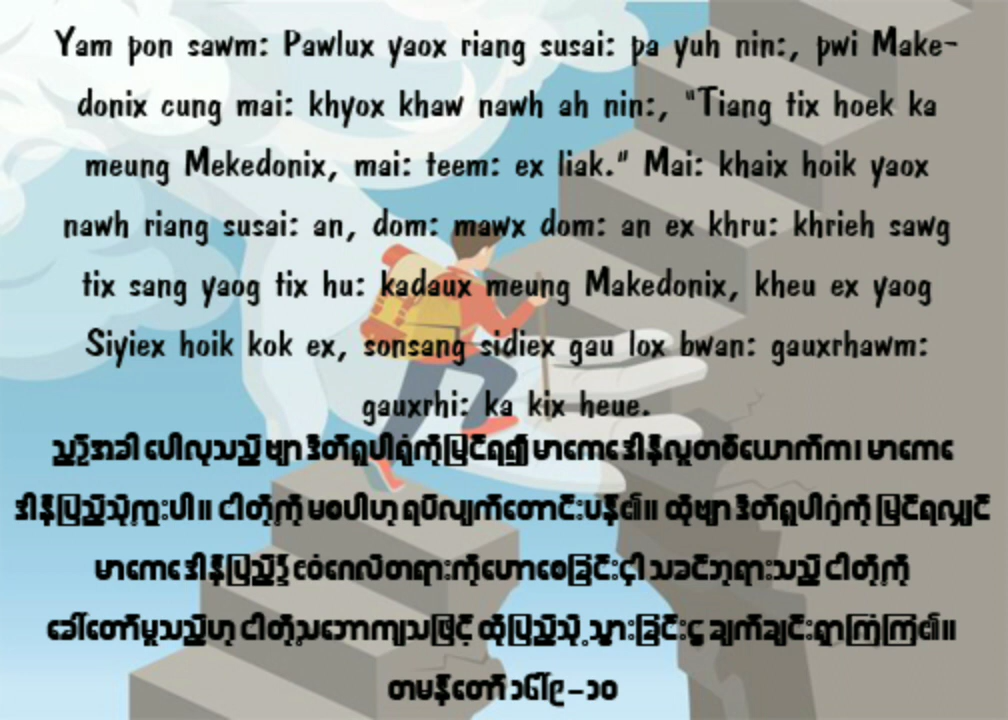 Yam pon sawm: Pawlux yaox riang susai: pa yuh nin:, pwi Make-
donix cung mai: khyox khaw nawh ah nin:, "Tiang tix hoek ka
meung Mekedonix, mai: teem: ex liak." Mai: khaix hoik yaox
nawh riang susai: an, dom: mawx dom: an ex khru: khrieh sawg
tix sang yaog tix hu: kadaux meung Makedonix, kheu ex yaog
Siyiex hoik kok ex, sonsang sidiex gau lox bwan: gauxrhawm:
gauxrhi: ka kix heue.
ညဉ့်အခါ ပေါလုသည် ဗျာဒိတ်ရူပါရုံကိုမြင်ရ၍ မာကေဒေါနိလူတစ်ယောက်က၊ မာကေ
ဒေါနိပြည်သို့ကူးပါ။ ငါတို့ကို မစပါဟု ရပ်လျက်တောင်းပန်၏။ ထိုဗျာဒိတ်ရူပါရုံကို မြင်ရလျှင်
မာကေဒေါနိပြည်၌ ဧဝံဂေလိတရားကိုဟောစေခြင်းငှါ သခင်ဘုရားသည် ငါတို့ကို
ခေါ်တော်မူသည်ဟု ငါတို့သဘောကျသဖြင့် ထိုပြည်သို့ သွားခြင်းငှ ချက်ချင်းရှာကြံကြ၏။
တမန်တော် ၁၆း၉-၁၀